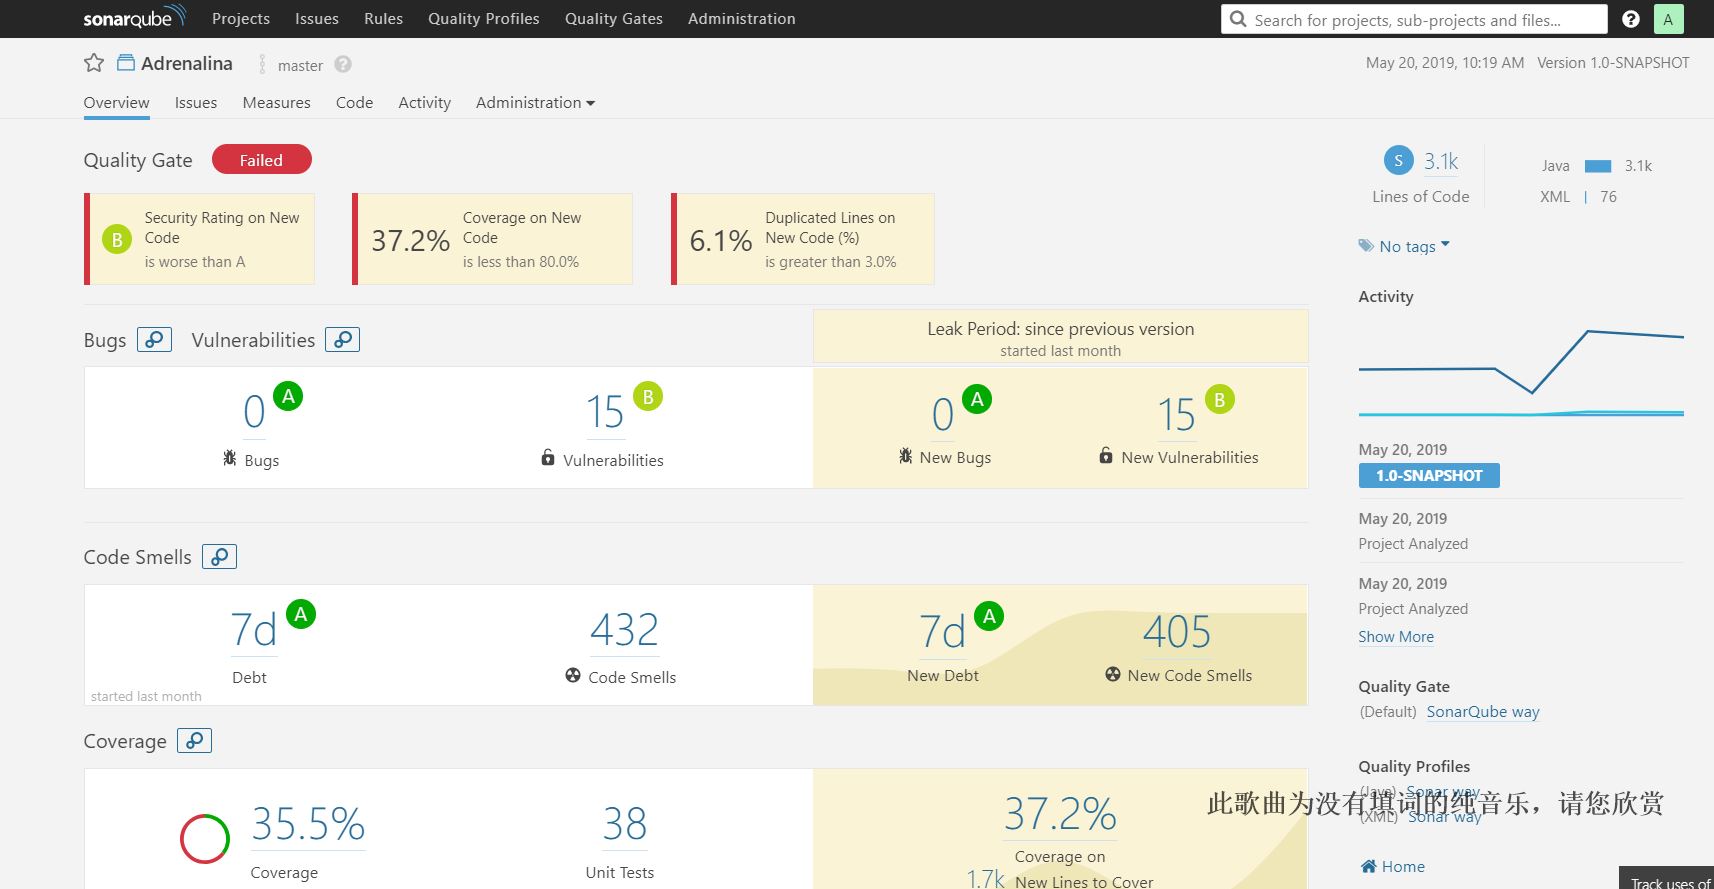 sonarqube Projects Issues Rules Quality Profiles Quality Gates Administration Search for projects, sub-projects and files... ? A
Adrenalina master ? May 20, 2019, 10:19 AM Version 1.0-SNAPSHOT
Overview Issues Measures Code Activity Administration
Quality Gate Failed
B Security Rating on New
Code
is worse than A
37.2% Coverage on New
Code
is less than 80.0%
6.1% Duplicated Lines on
New Code (%)
is greater than 3.0%
Bugs Vulnerabilities
Leak Period: since previous version
started last month
0 A
Bugs
15 B
Vulnerabilities
0 A
New Bugs
15 B
New Vulnerabilities
Code Smells
7d A
Debt
432
Code Smells
started last month
7d A
New Debt
405
New Code Smells
Coverage
35.5%
Coverage
38
Unit Tests
37.2%
Coverage on
1.7k New Lines to Cover
S 3.1k
Lines of Code
Java 3.1k
XML 76
No tags
Activity
May 20, 2019
1.0-SNAPSHOT
May 20, 2019
Project Analyzed
May 20, 2019
Project Analyzed
Show More
Quality Gate
(Default) SonarQube way
Quality Profiles
(Java) Sonar way
(XML) Sonar way
此歌曲为没有填词的纯音乐，请您欣赏
Home
Track uses of